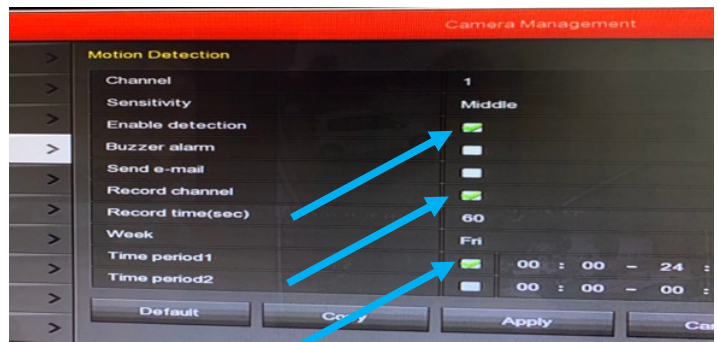 Camera Management
Motion Detection
Channel 1
Sensitivity Middle
Enable detection
Buzzer alarm
Send e-mail
Record channel
Record time(sec) 60
Week Fri
Time period1 00 : 00 – 24 :
Time period2 00 : 00 – 00 :
Default Copy Apply